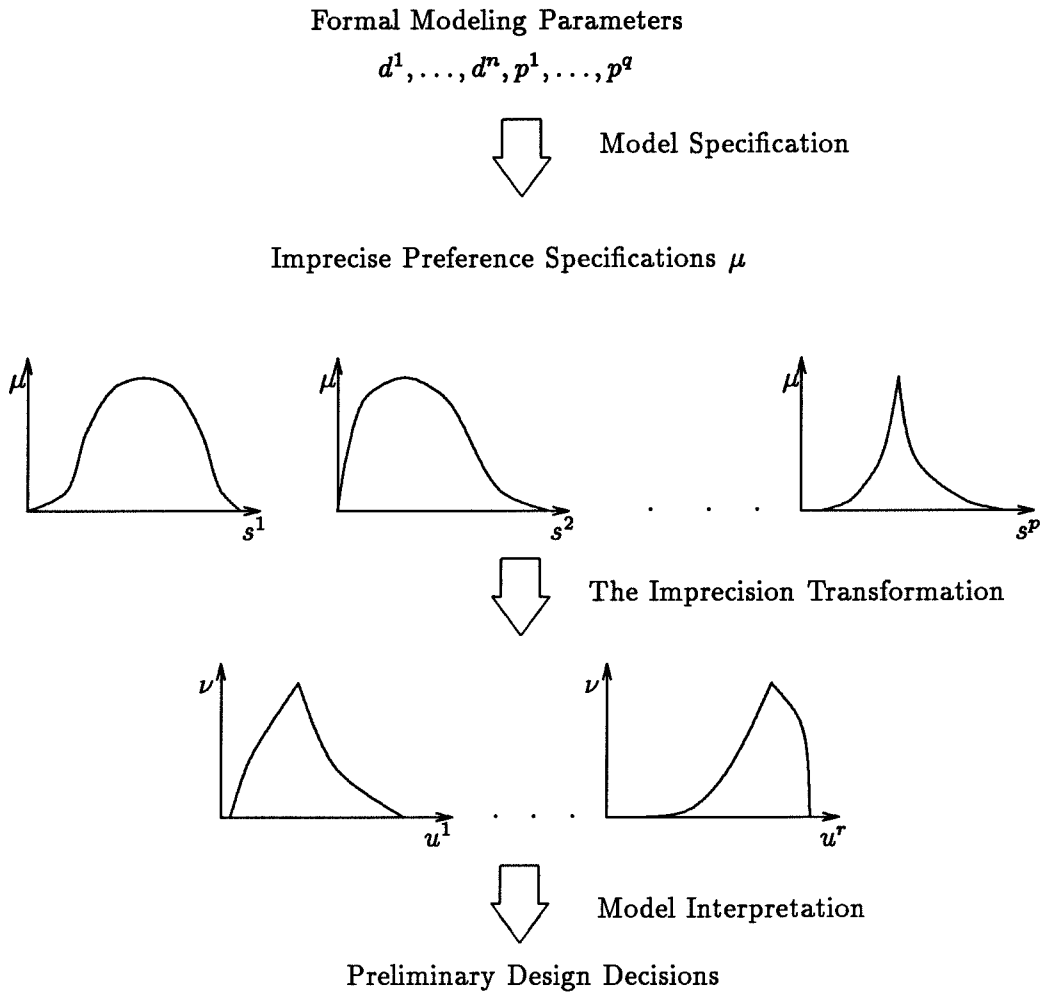 Formal Modeling Parameters
d¹, . . . , dⁿ, p¹, . . . , p^q
Model Specification
Imprecise Preference Specifications μ
μ μ μ
s¹ s² . . . s^p
The Imprecision Transformation
ν ν
u¹ . . . u^r
Model Interpretation
Preliminary Design Decisions